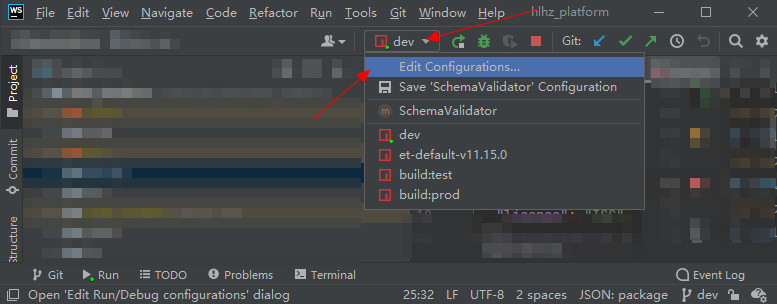 WS File Edit View Navigate Code Refactor Run Tools Git Window Help hlhz_platform
dev Git:
Edit Configurations...
Save 'SchemaValidator' Configuration
m SchemaValidator
dev
et-default-v11.15.0
build:test
build:prod
Project
Commit
Structure
Git Run TODO Problems Terminal Event Log
Open 'Edit Run/Debug configurations' dialog 25:32 LF UTF-8 2 spaces JSON: package dev